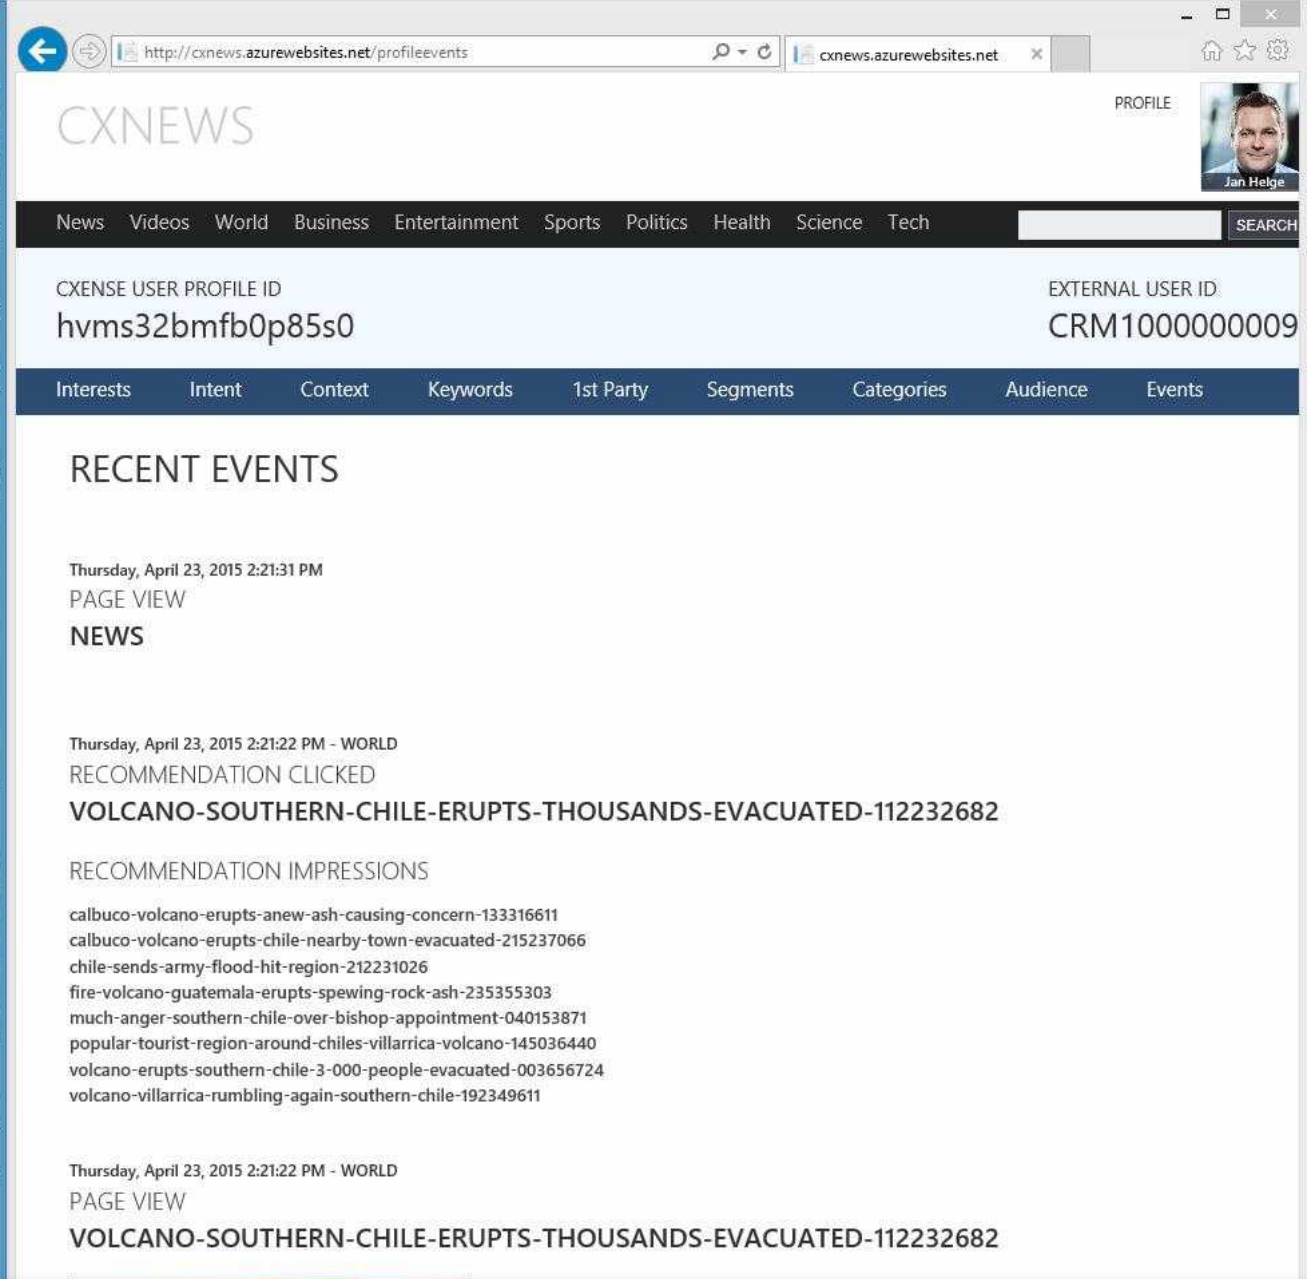 http://cxnews.azurewebsites.net/profileevents
cxnews.azurewebsites.net
CXNEWS
PROFILE
Jan Helge
News Videos World Business Entertainment Sports Politics Health Science Tech
SEARCH
CXENSE USER PROFILE ID
EXTERNAL USER ID
hvms32bmfb0p85s0
CRM1000000009
Interests Intent Context Keywords 1st Party Segments Categories Audience Events
RECENT EVENTS
Thursday, April 23, 2015 2:21:31 PM
PAGE VIEW
NEWS
Thursday, April 23, 2015 2:21:22 PM - WORLD
RECOMMENDATION CLICKED
VOLCANO-SOUTHERN-CHILE-ERUPTS-THOUSANDS-EVACUATED-112232682
RECOMMENDATION IMPRESSIONS
calbuco-volcano-erupts-anew-ash-causing-concern-133316611
calbuco-volcano-erupts-chile-nearby-town-evacuated-215237066
chile-sends-army-flood-hit-region-212231026
fire-volcano-guatemala-erupts-spewing-rock-ash-235355303
much-anger-southern-chile-over-bishop-appointment-040153871
popular-tourist-region-around-chiles-villarrica-volcano-145036440
volcano-erupts-southern-chile-3-000-people-evacuated-003656724
volcano-villarrica-rumbling-again-southern-chile-192349611
Thursday, April 23, 2015 2:21:22 PM - WORLD
PAGE VIEW
VOLCANO-SOUTHERN-CHILE-ERUPTS-THOUSANDS-EVACUATED-112232682